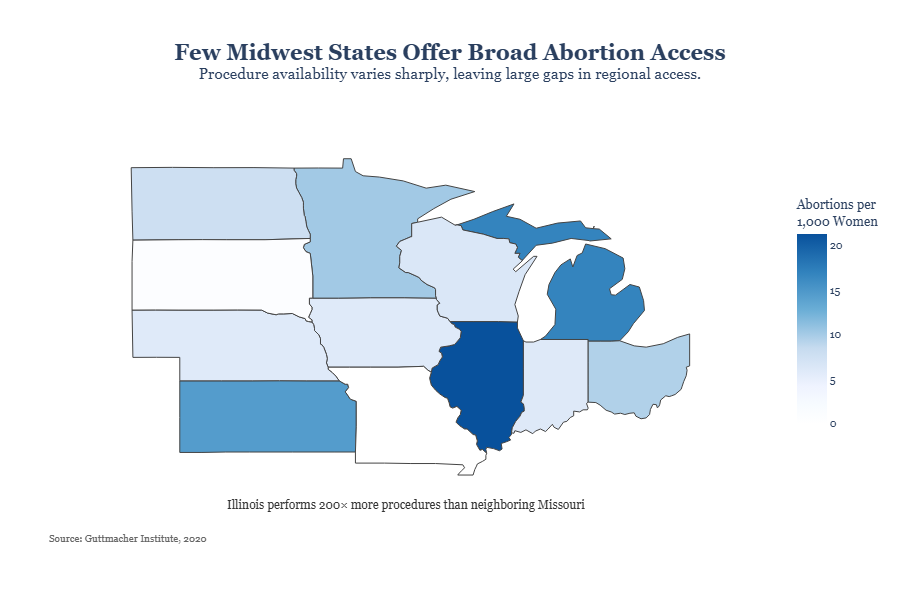 Few Midwest States Offer Broad Abortion Access
Procedure availability varies sharply, leaving large gaps in regional access.
Abortions per
1,000 Women
20
15
10
5
0
Illinois performs 200× more procedures than neighboring Missouri
Source: Guttmacher Institute, 2020